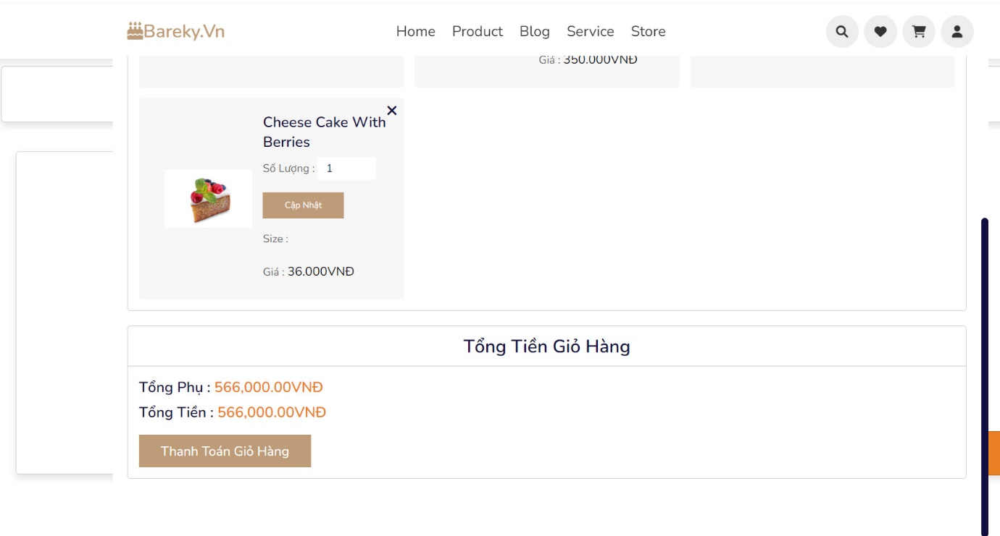 Bareky.Vn
Home Product Blog Service Store
Giá : 350.000VNĐ
Cheese Cake With
Berries
Số Lượng : 1
Cập Nhật
Size :
Giá : 36.000VNĐ
Tổng Tiền Giỏ Hàng
Tổng Phụ : 566,000.00VNĐ
Tổng Tiền : 566,000.00VNĐ
Thanh Toán Giỏ Hàng